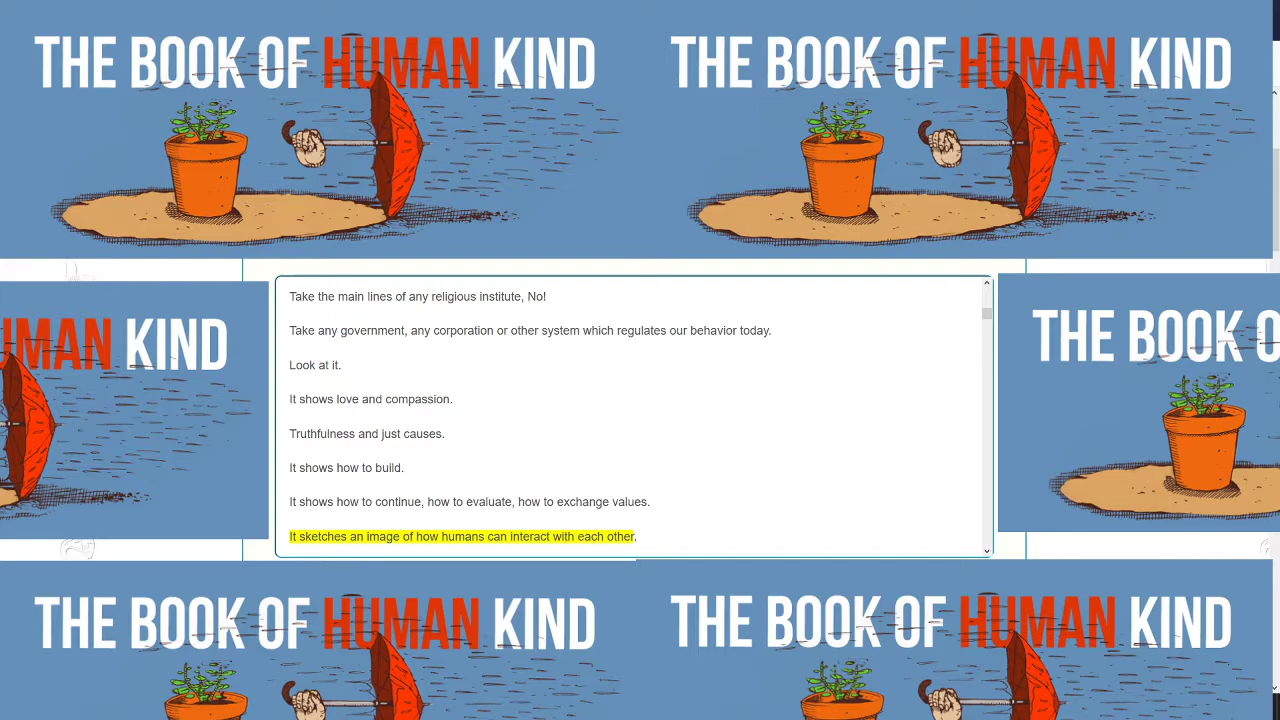 THE BOOK OF HUMAN KIND
THE BOOK OF HUMAN KIND
Take the main lines of any religious institute, No!
Take any government, any corporation or other system which regulates our behavior today.
Look at it.
It shows love and compassion.
Truthfulness and just causes.
It shows how to build.
It shows how to continue, how to evaluate, how to exchange values.
It sketches an image of how humans can interact with each other.
UMAN KIND
THE BOOK O
THE BOOK OF HUMAN KIND
THE BOOK OF HUMAN KIND